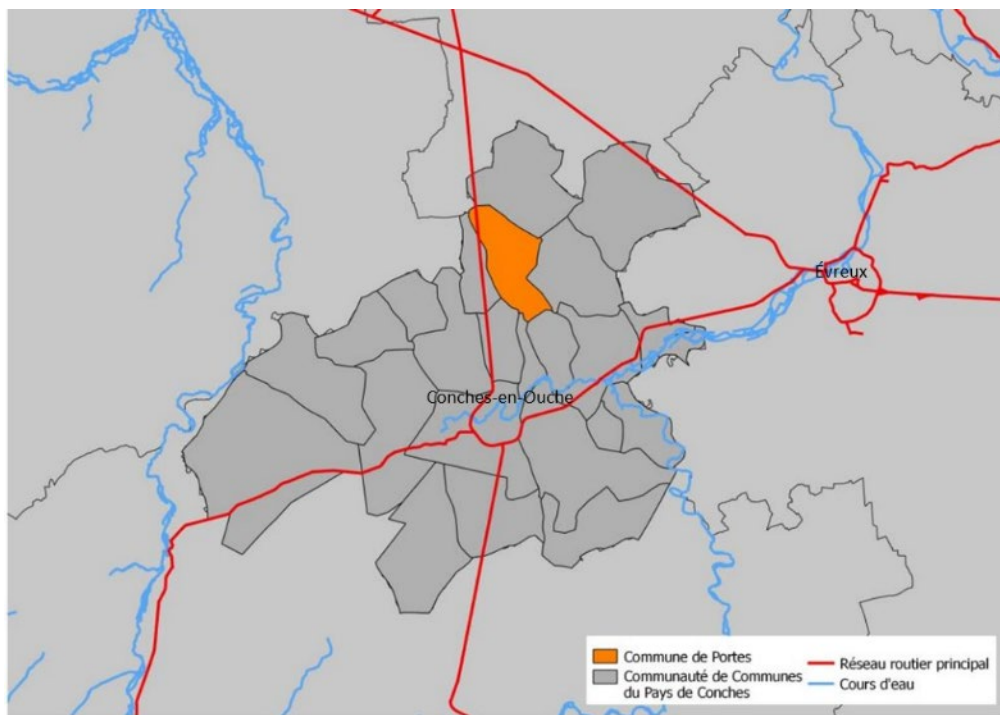 Évreux
Conches-en-Ouche
Commune de Portes
Communauté de Communes
du Pays de Conches
Réseau routier principal
Cours d'eau